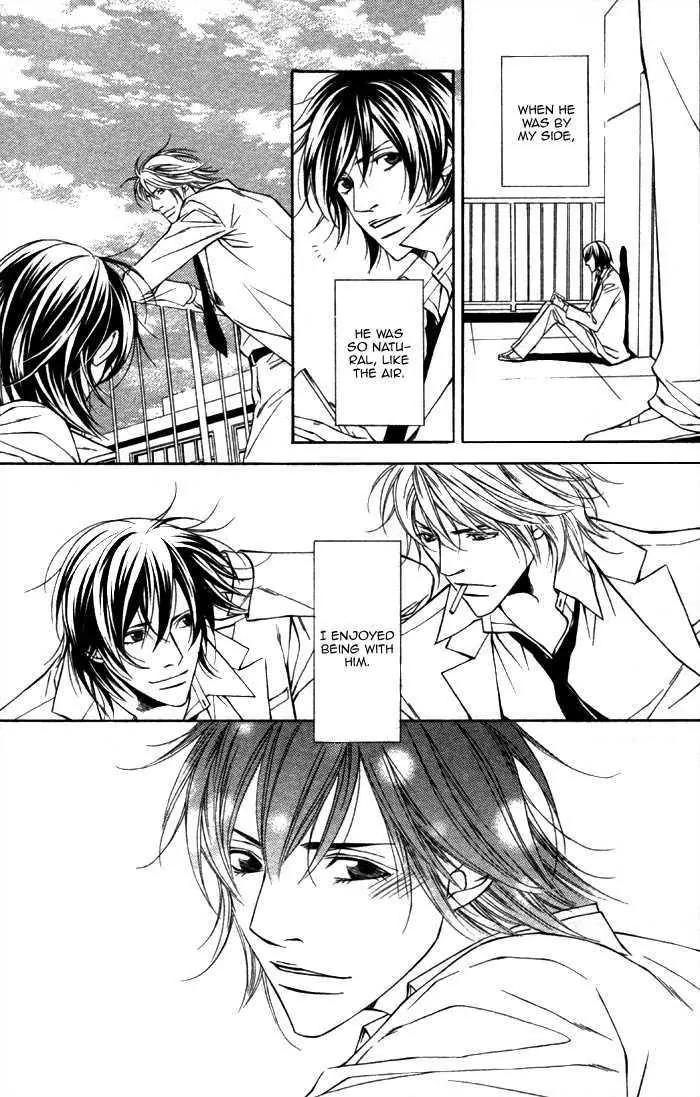 WHEN HE
WAS BY
MY SIDE,
HE WAS
SO NATU-
RAL, LIKE
THE AIR.
I ENJOYED
BEING WITH
HIM.